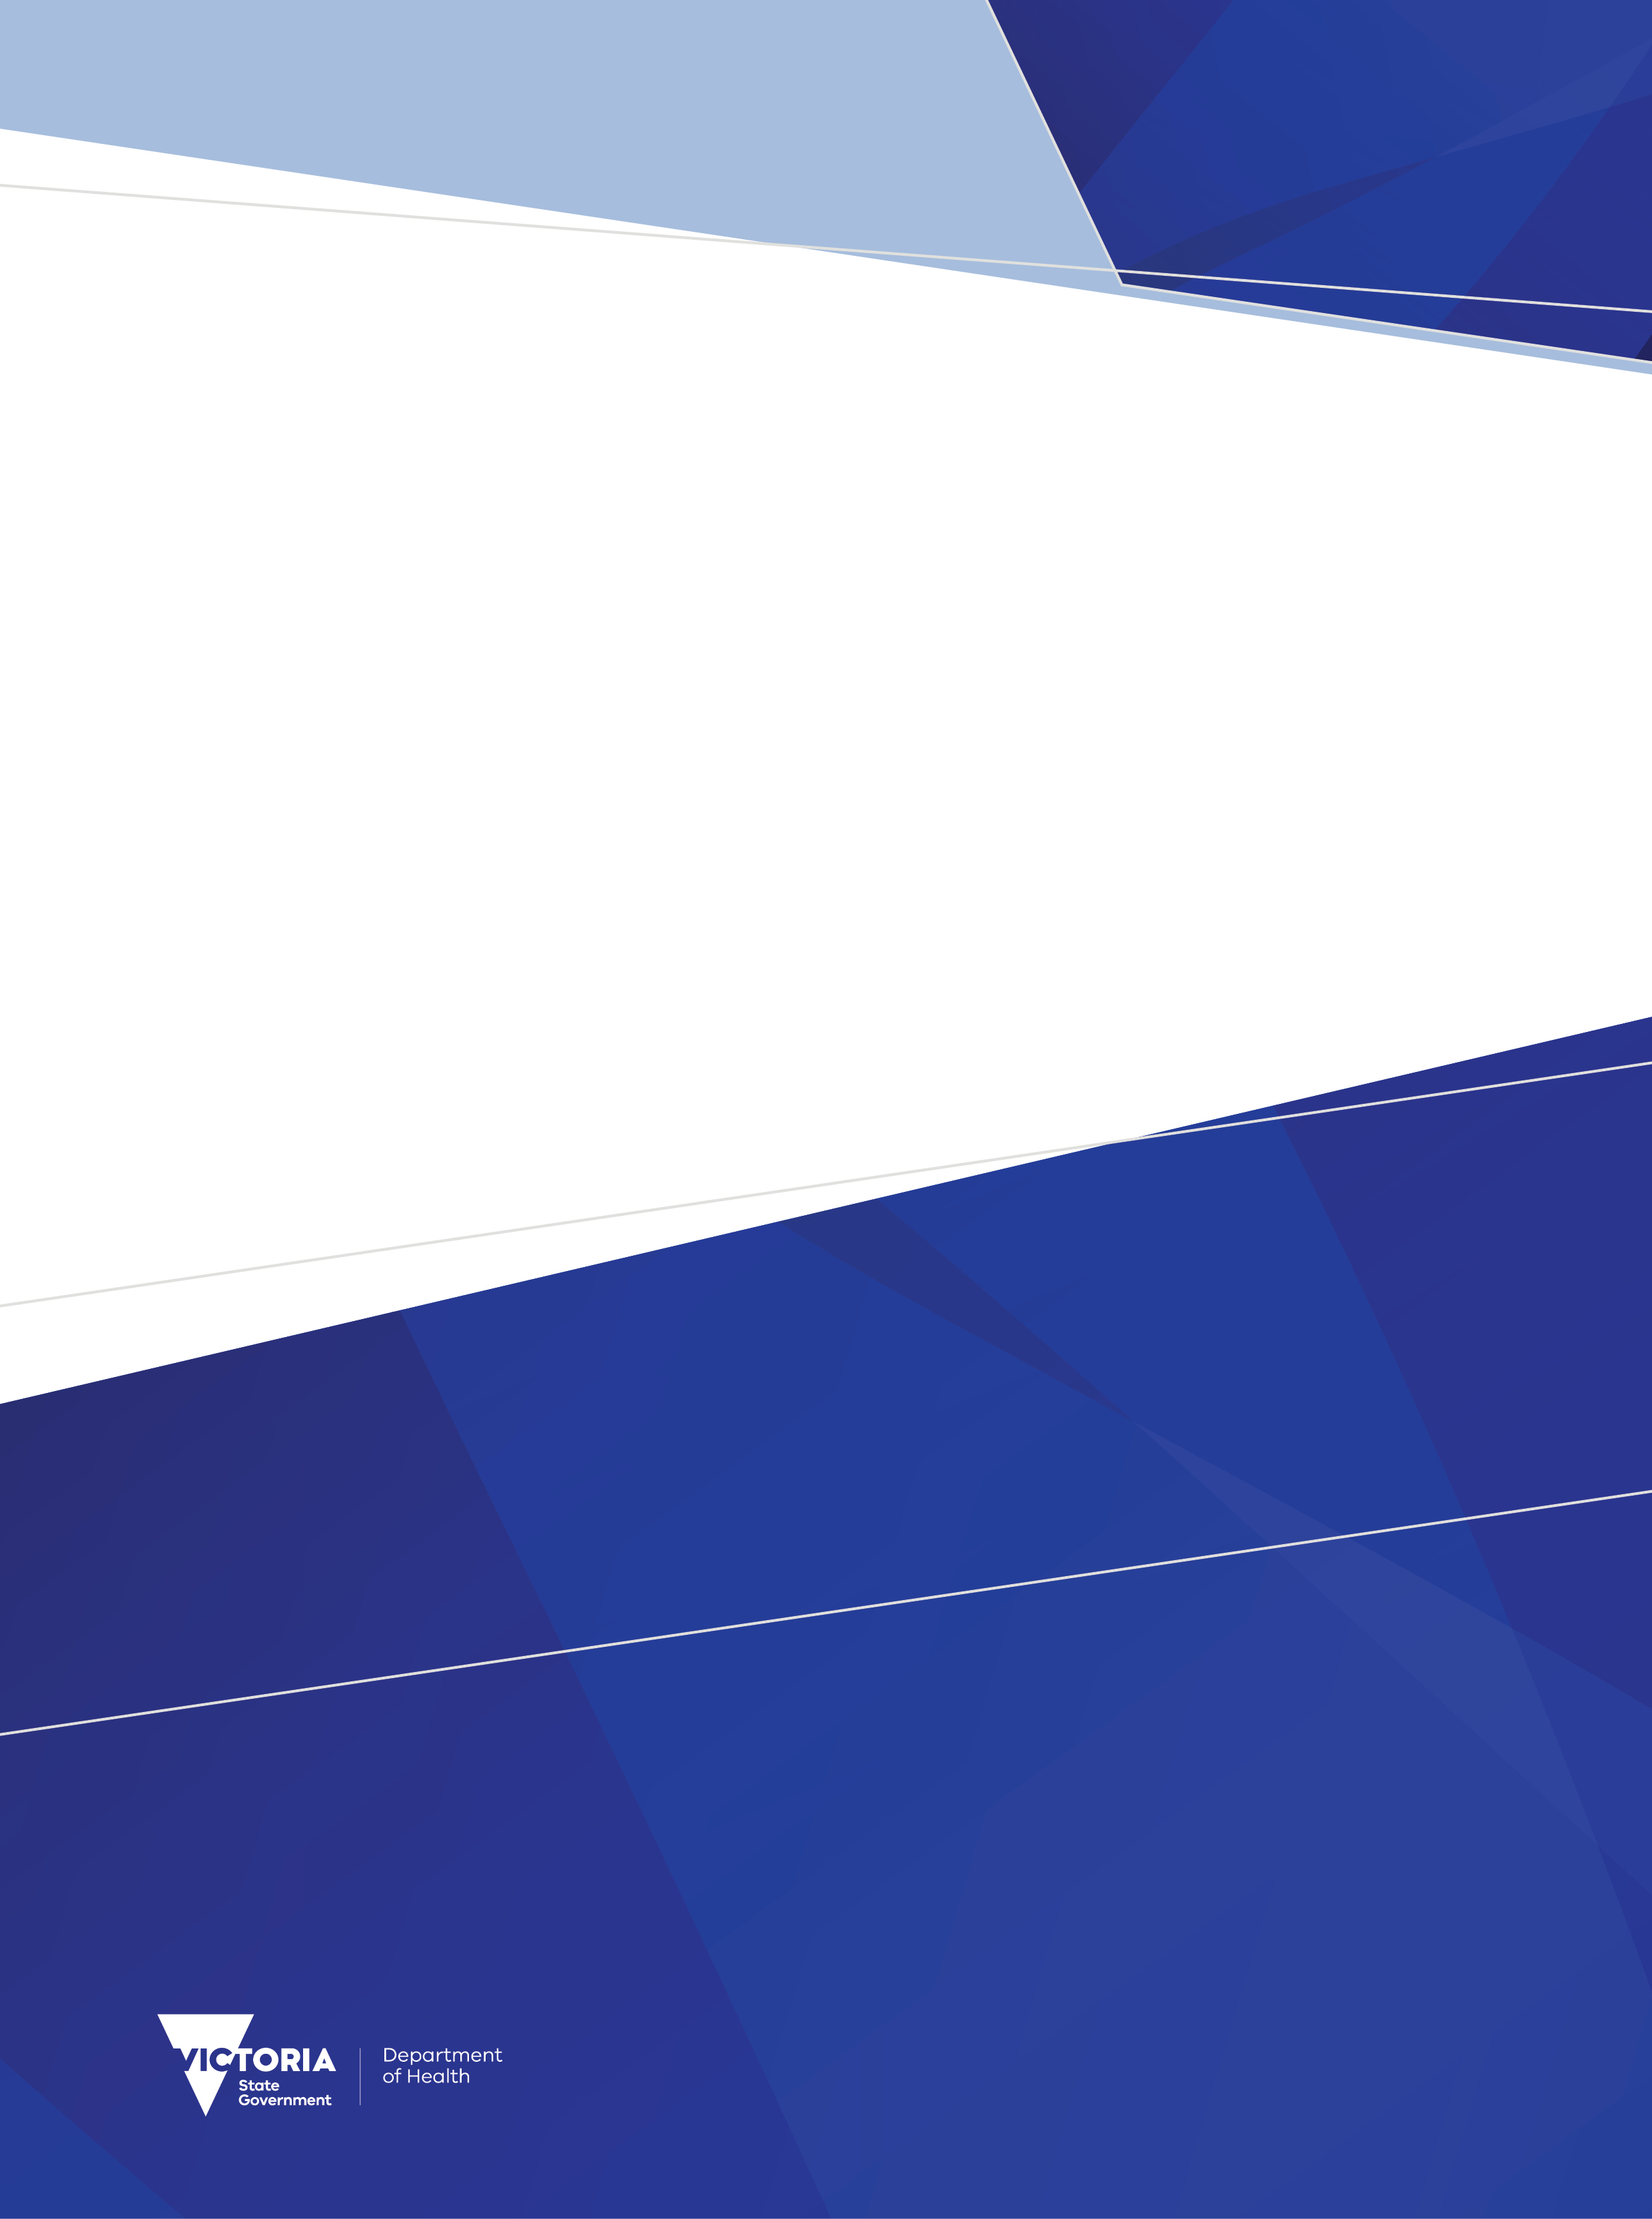 VICTORIA
State
Government
Department
of Health